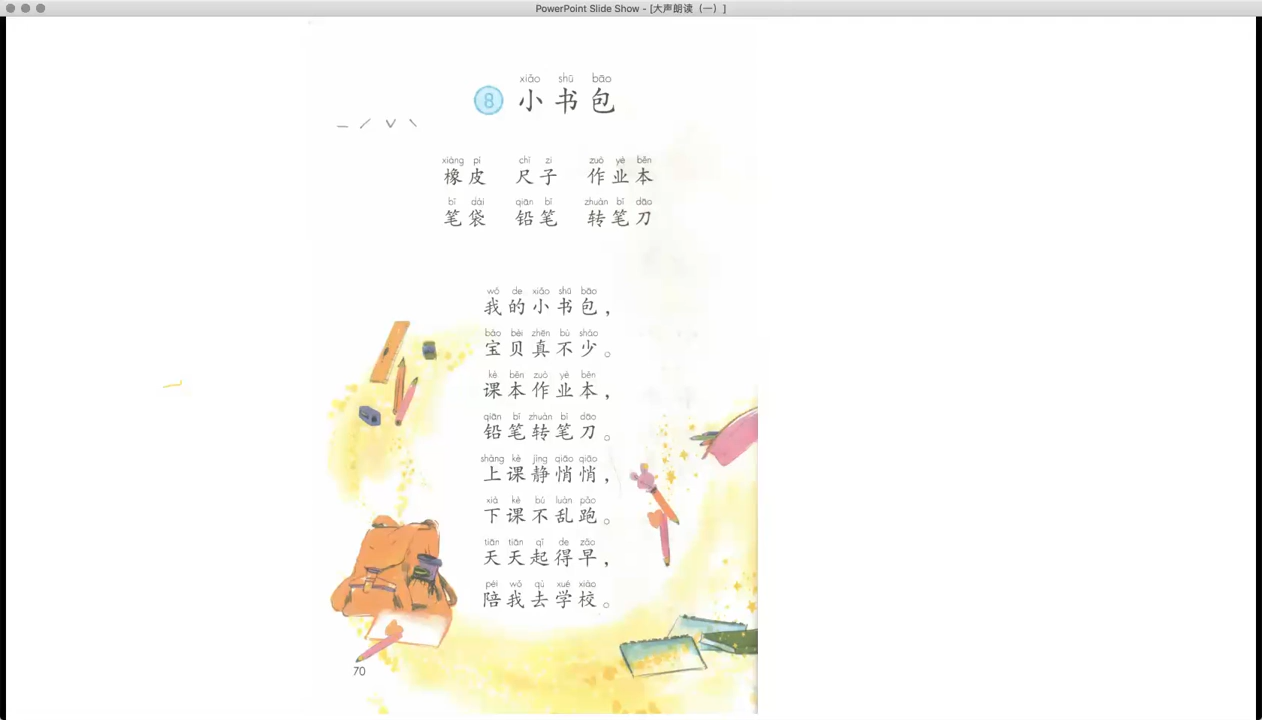 PowerPoint Slide Show - [大声朗读（一）]
xiǎo shū bāo
8 小书包
xiàng pí chǐ zi zuò yè běn
橡皮 尺子 作业本
bǐ dài qiān bǐ zhuàn bǐ dāo
笔袋 铅笔 转笔刀
wǒ de xiǎo shū bāo
我的小书包，
bǎo bèi zhēn bù shǎo
宝贝真不少。
kè běn zuò yè běn
课本作业本，
qiān bǐ zhuàn bǐ dāo
铅笔转笔刀。
shàng kè jìng qiāo qiāo
上课静悄悄，
xià kè bú luàn pǎo
下课不乱跑。
tiān tiān qǐ de zǎo
天天起得早，
péi wǒ qù xué xiào
陪我去学校。
70